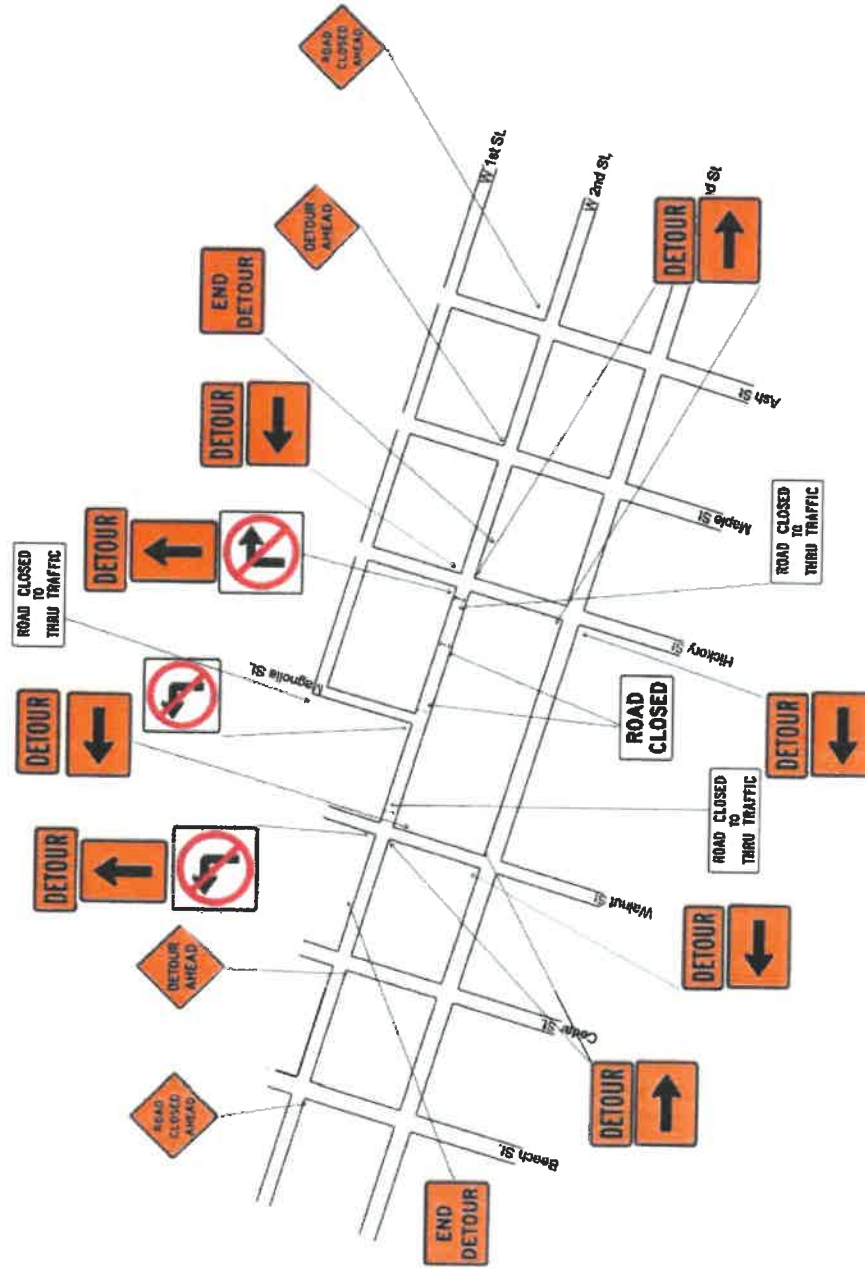 ROAD
CLOSED
AHEAD
DETOUR
AHEAD
END
DETOUR
DETOUR
DETOUR
ROAD CLOSED
TO
THRU TRAFFIC
DETOUR
DETOUR
DETOUR
AHEAD
ROAD
CLOSED
AHEAD
W 1st St.
W 2nd St.
rd St
DETOUR
Magnolia St.
Ash St
Maple St
Hickory St
Walnut St
Cedar St.
Beach St.
ROAD CLOSED
TO
THRU TRAFFIC
ROAD
CLOSED
DETOUR
ROAD CLOSED
TO
THRU TRAFFIC
DETOUR
DETOUR
END
DETOUR